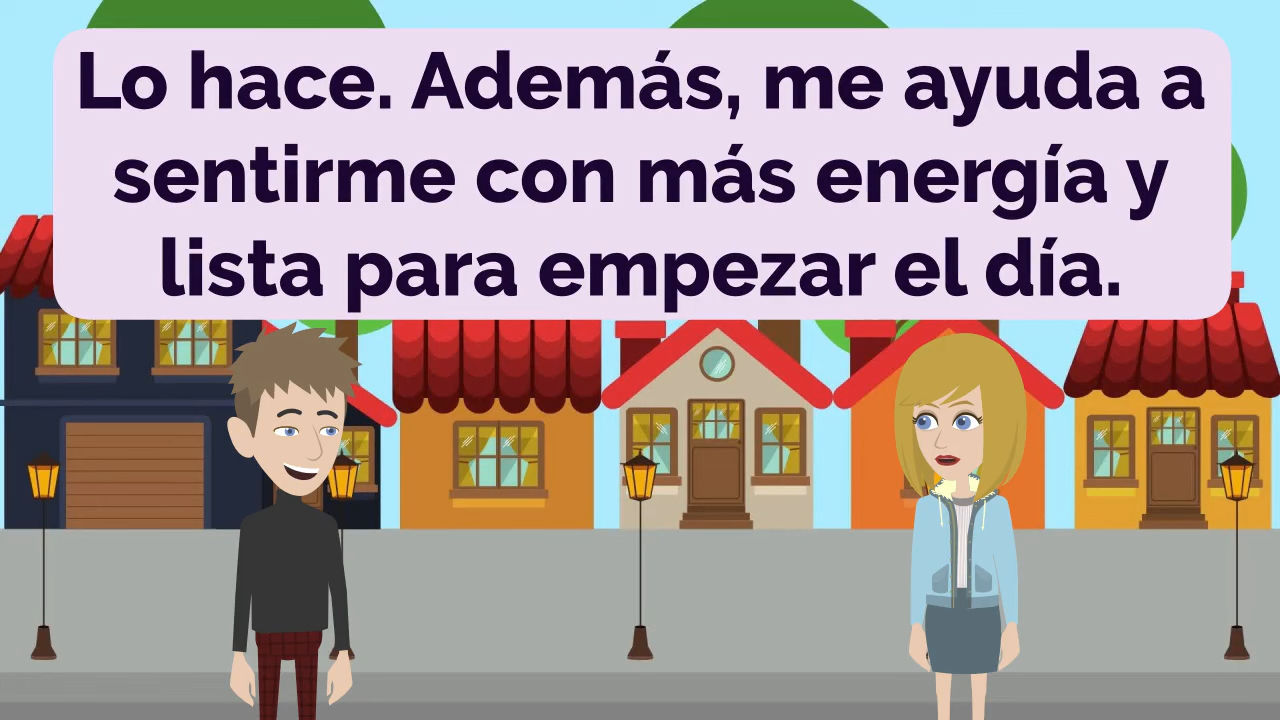 Lo hace. Además, me ayuda a
sentirme con más energía y
lista para empezar el día.